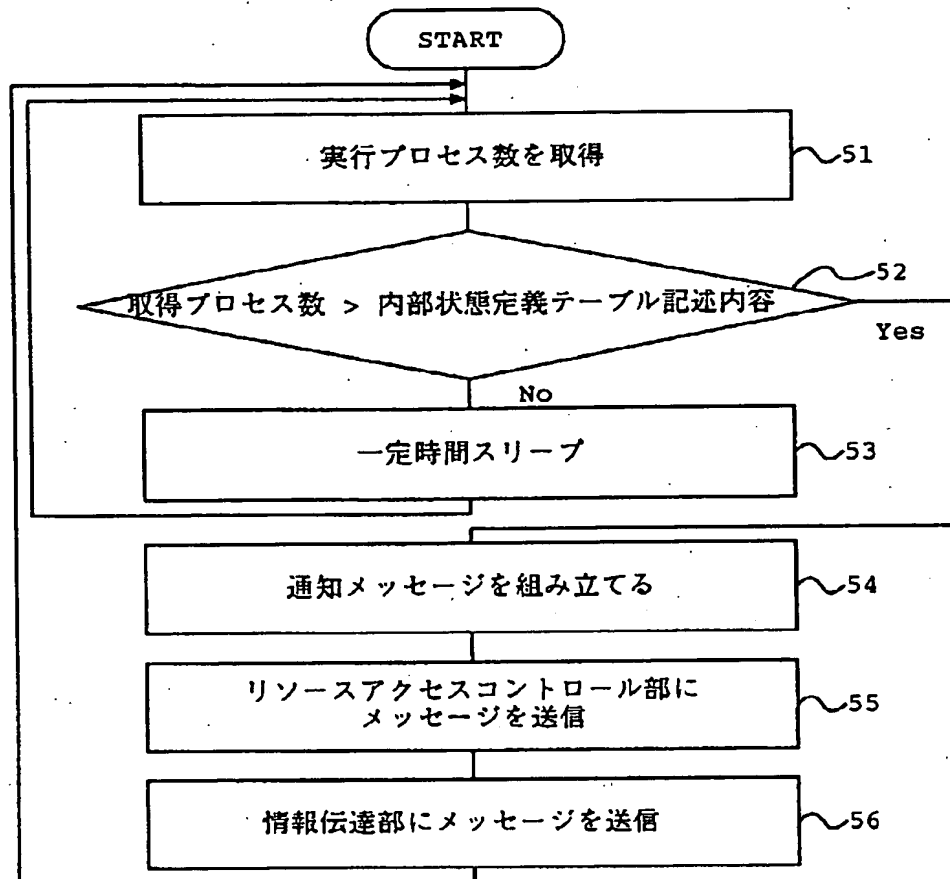 START
実行プロセス数を取得
51
取得プロセス数 > 内部状態定義テーブル記述内容
52
Yes
No
一定時間スリープ
53
通知メッセージを組み立てる
54
リソースアクセスコントロール部に
メッセージを送信
55
情報伝達部にメッセージを送信
56